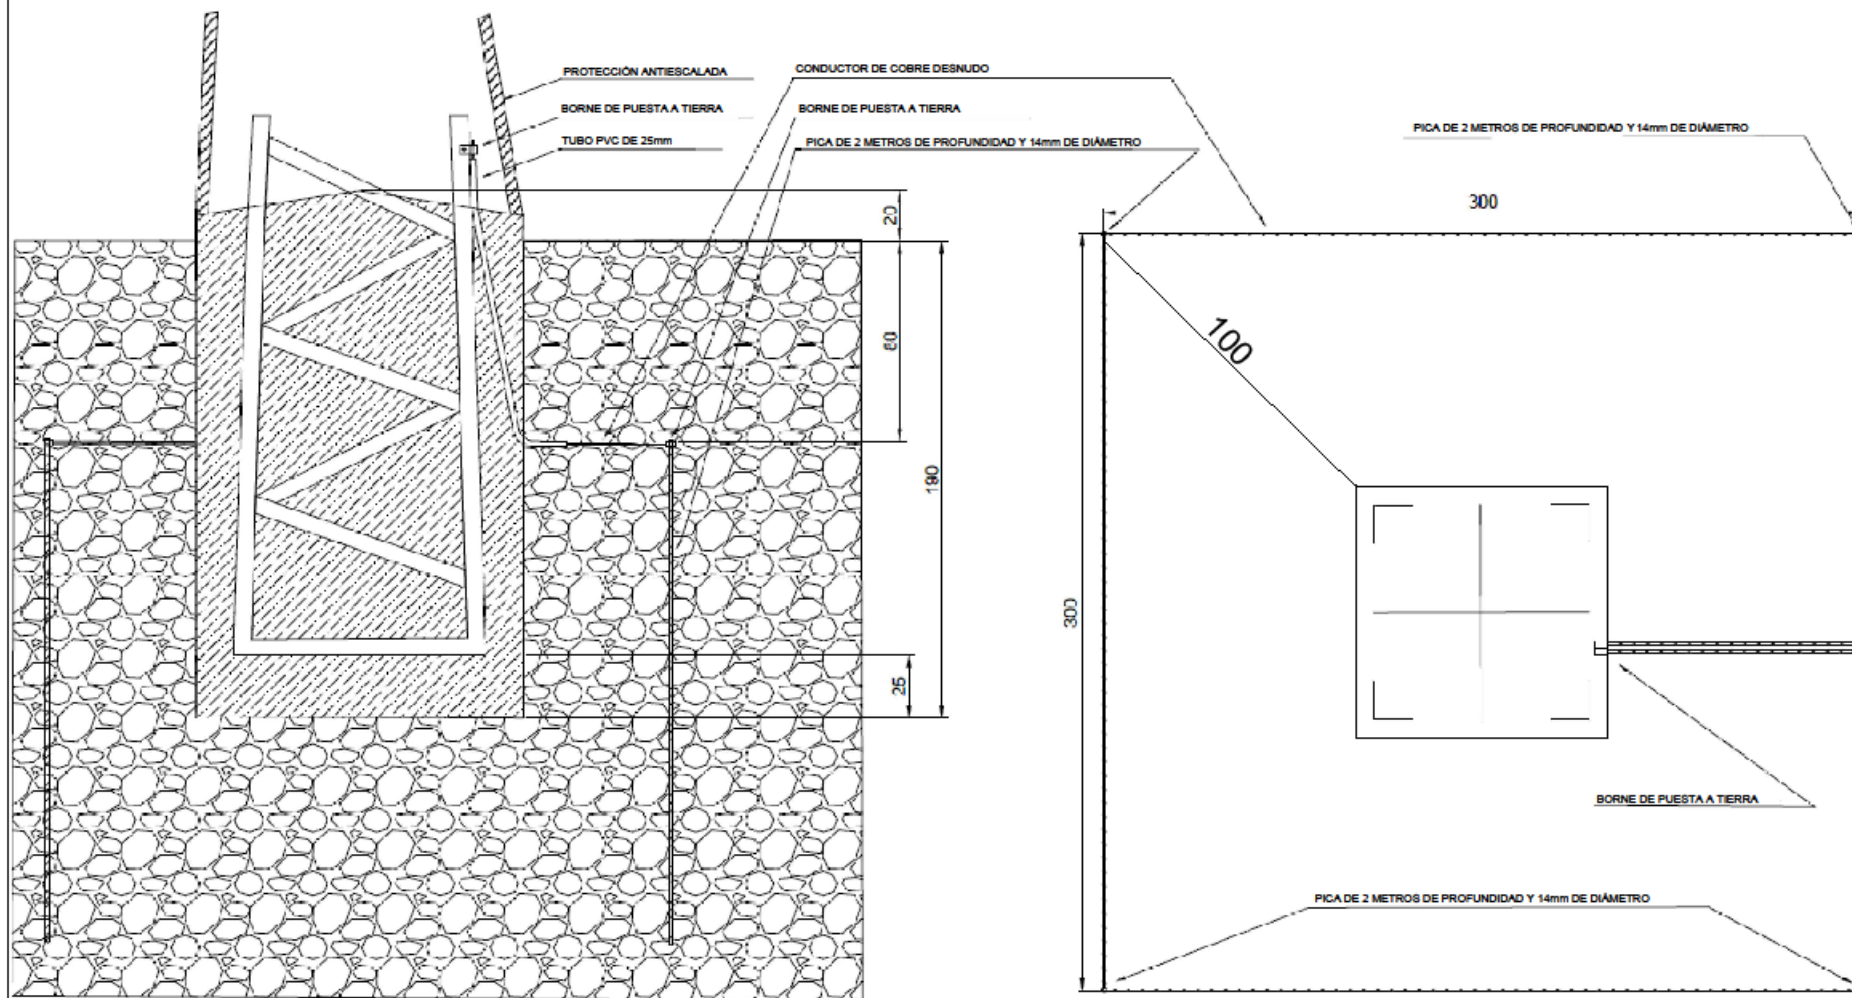 PROTECCIÓN ANTIESCALADA
CONDUCTOR DE COBRE DESNUDO
BORNE DE PUESTA A TIERRA
BORNE DE PUESTA A TIERRA
PICA DE 2 METROS DE PROFUNDIDAD Y 14mm DE DIÁMETRO
TUBO PVC DE 25mm
PICA DE 2 METROS DE PROFUNDIDAD Y 14mm DE DIÁMETRO
300
20
60
100
190
300
25
BORNE DE PUESTA A TIERRA
PICA DE 2 METROS DE PROFUNDIDAD Y 14mm DE DIÁMETRO